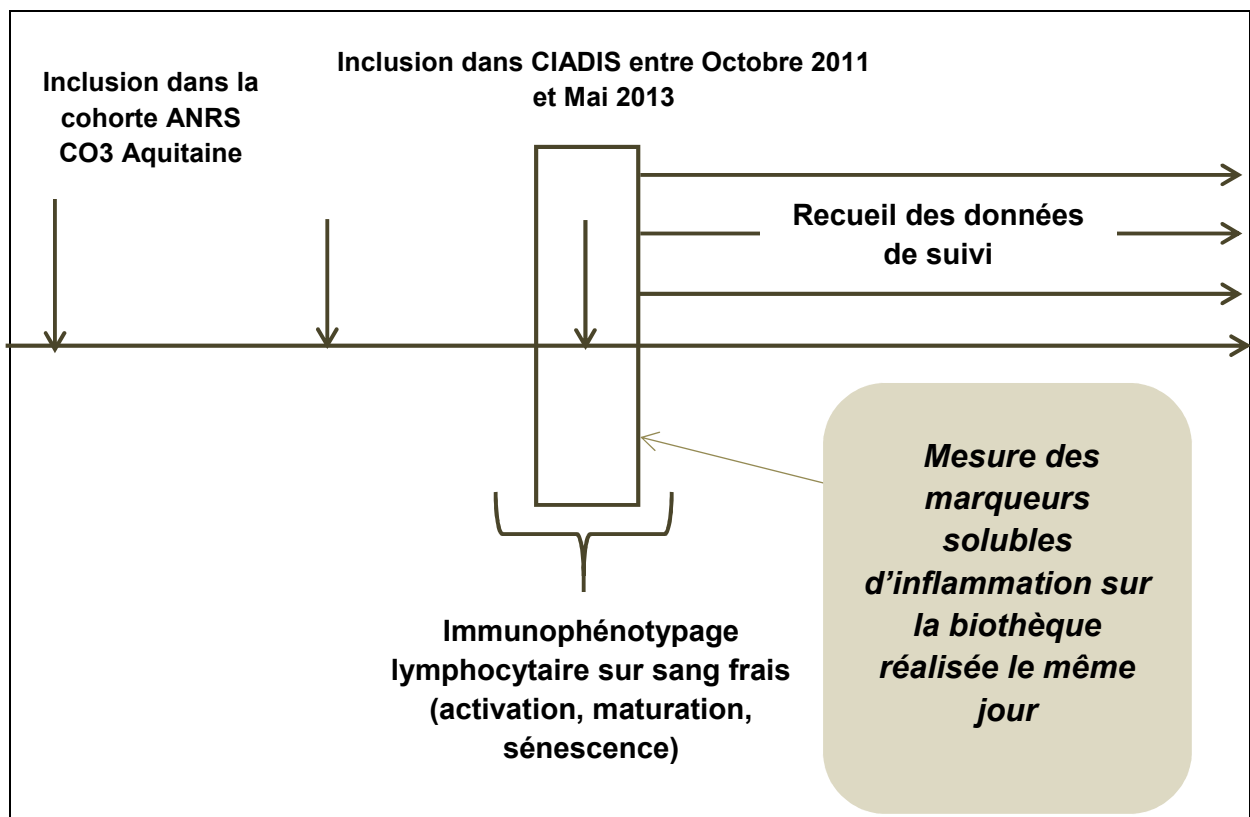 Inclusion dans la
cohorte ANRS
CO3 Aquitaine
Inclusion dans CIADIS entre Octobre 2011
et Mai 2013
Recueil des données
de suivi
Immunophénotypage
lymphocytaire sur sang frais
(activation, maturation,
sénescence)
Mesure des
marqueurs
solubles
d’inflammation sur
la biothèque
réalisée le même
jour